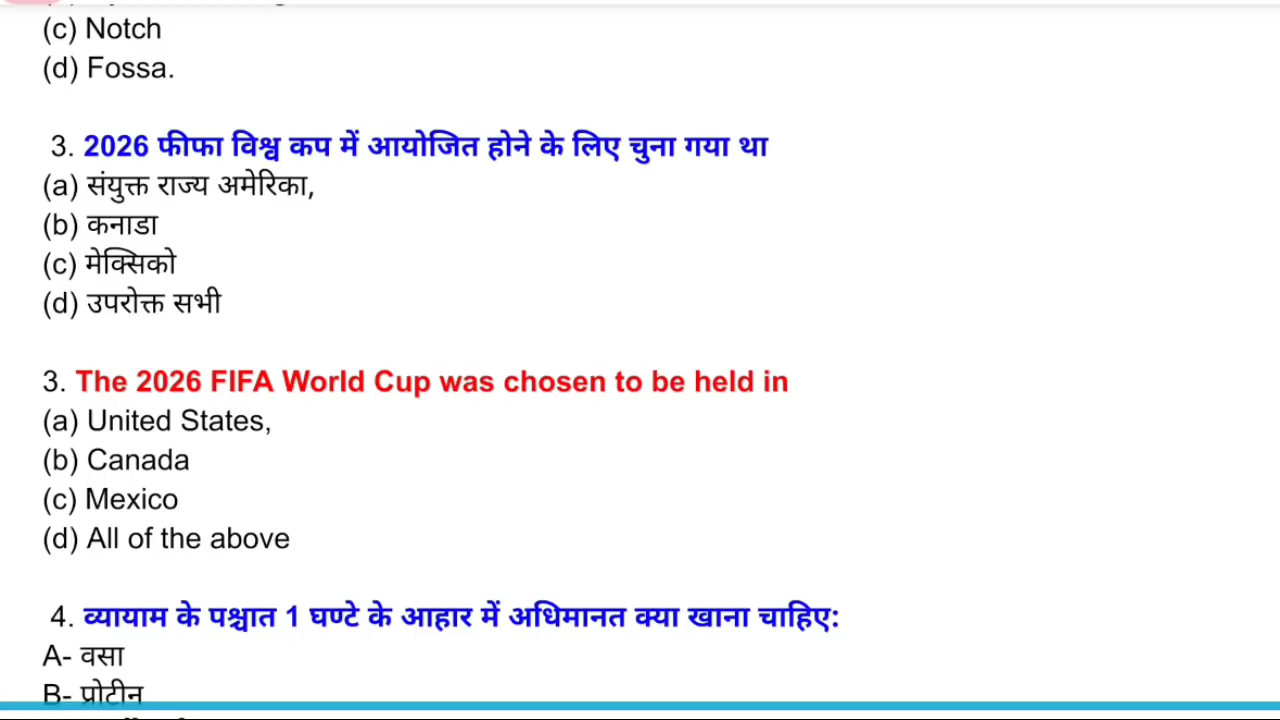 (c) Notch
(d) Fossa.
3. 2026 फीफा विश्व कप में आयोजित होने के लिए चुना गया था
(a) संयुक्त राज्य अमेरिका,
(b) कनाडा
(c) मेक्सिको
(d) उपरोक्त सभी
3. The 2026 FIFA World Cup was chosen to be held in
(a) United States,
(b) Canada
(c) Mexico
(d) All of the above
4. व्यायाम के पश्चात 1 घण्टे के आहार में अधिमानत क्या खाना चाहिए:
A- वसा
B- प्रोटीन